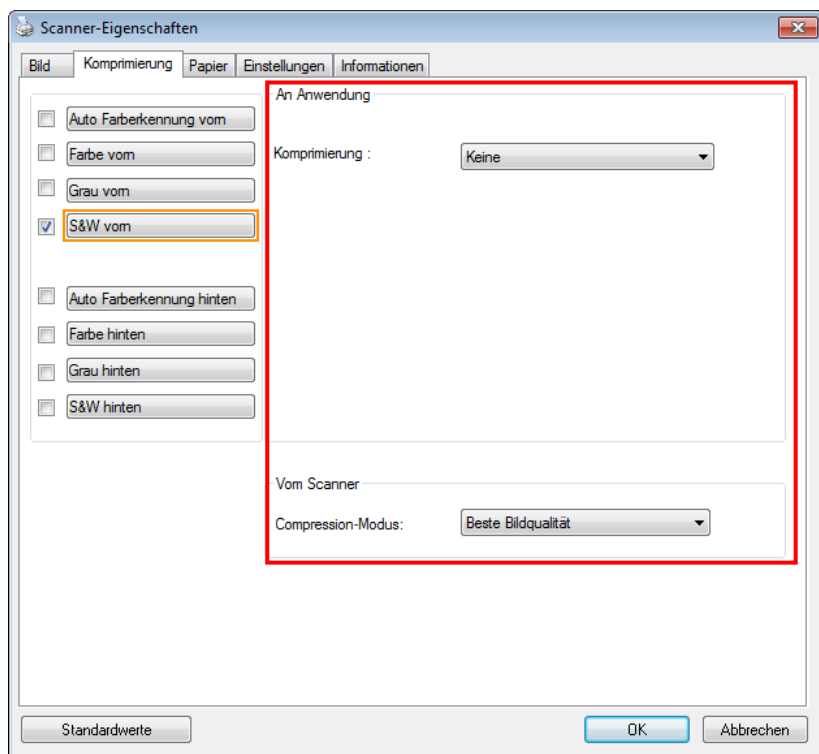 Scanner-Eigenschaften
Bild Komprimierung Papier Einstellungen Informationen
Auto Farberkennung vorn
Farbe vorn
Grau vorn
S&W vorn
Auto Farberkennung hinten
Farbe hinten
Grau hinten
S&W hinten
An Anwendung
Komprimierung : Keine
Vom Scanner
Compression-Modus: Beste Bildqualität
Standardwerte OK Abbrechen